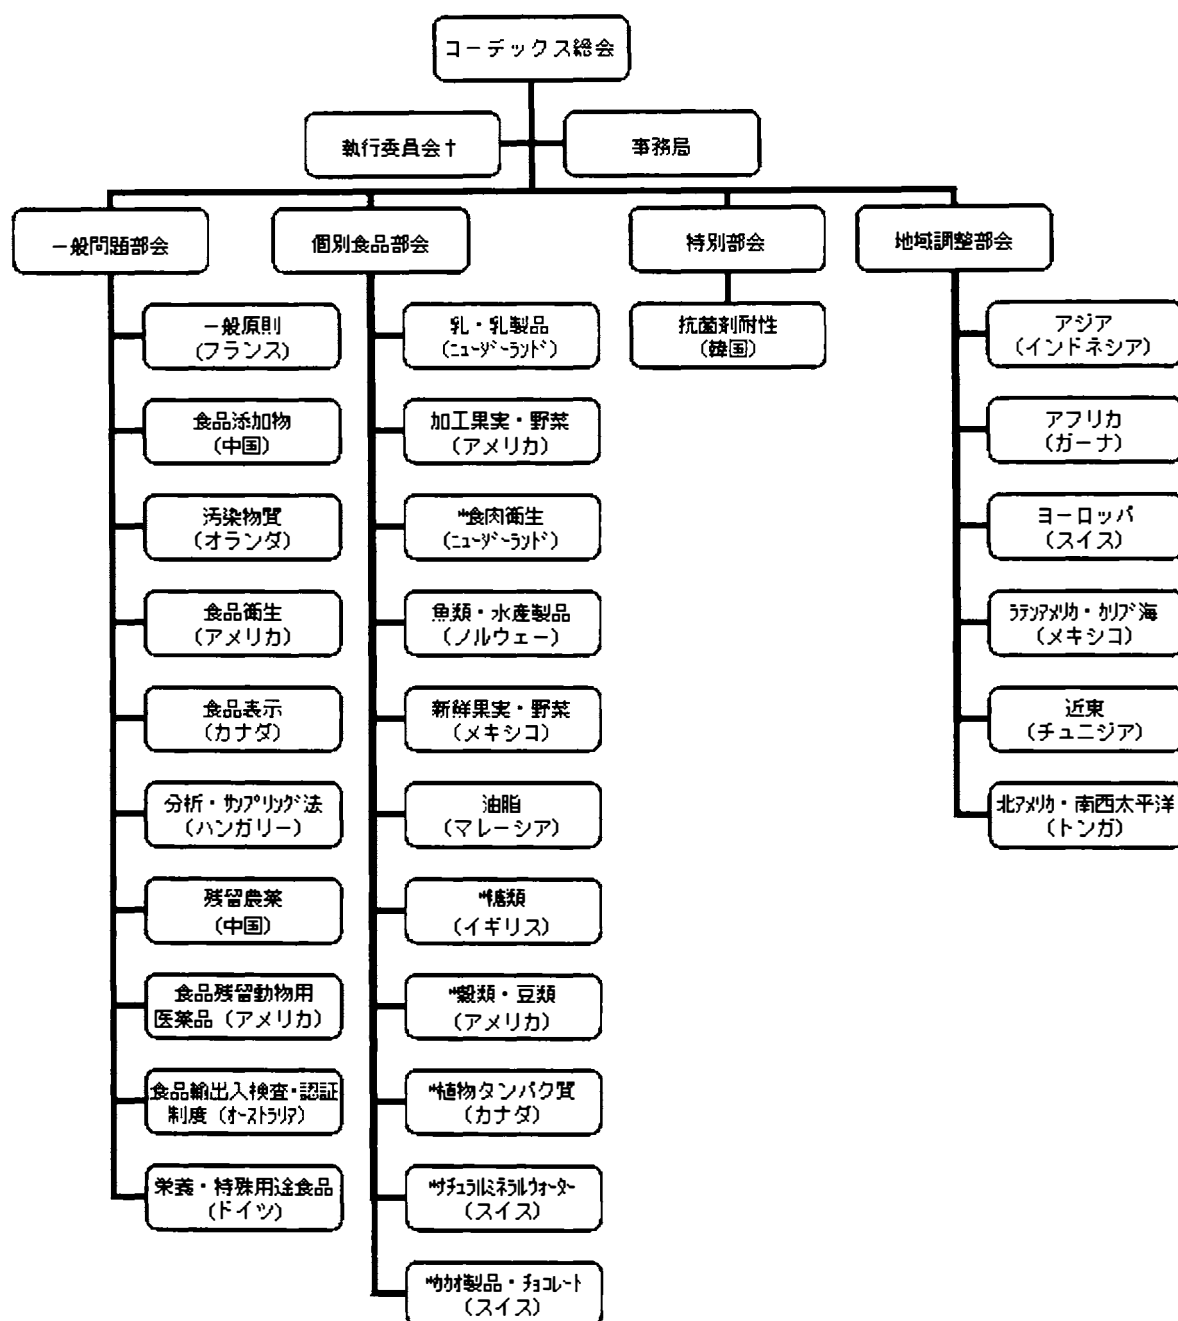 コーデックス総会
執行委員会†
事務局
一般問題部会
個別食品部会
特別部会
地域調整部会
一般原則
(フランス)
食品添加物
(中国)
汚染物質
(オランダ)
食品衛生
(アメリカ)
食品表示
(カナダ)
分析・ｻﾝﾌﾟﾘﾝｸﾞ法
(ハンガリー)
残留農薬
(中国)
食品残留動物用
医薬品(アメリカ)
食品輸出入検査・認証
制度(ｵｰｽﾄﾗﾘｱ)
栄養・特殊用途食品
(ドイツ)
乳・乳製品
(ﾆｭｰｼﾞｰﾗﾝﾄﾞ)
加工果実・野菜
(アメリカ)
*食肉衛生
(ﾆｭｰｼﾞｰﾗﾝﾄﾞ)
魚類・水産製品
(ノルウェー)
新鮮果実・野菜
(メキシコ)
油脂
(マレーシア)
*糖類
(イギリス)
*穀類・豆類
(アメリカ)
*植物タンパク質
(カナダ)
*ﾅﾁｭﾗﾙﾐﾈﾗﾙｳｫｰﾀｰ
(スイス)
*ｶｶｵ製品・ﾁｮｺﾚｰﾄ
(スイス)
抗菌剤耐性
(韓国)
アジア
(インドネシア)
アフリカ
(ガーナ)
ヨーロッパ
(スイス)
ﾗﾃﾝｱﾒﾘｶ・ｶﾘﾌﾞ海
(メキシコ)
近東
(チュニジア)
北ｱﾒﾘｶ・南西太平洋
(トンガ)